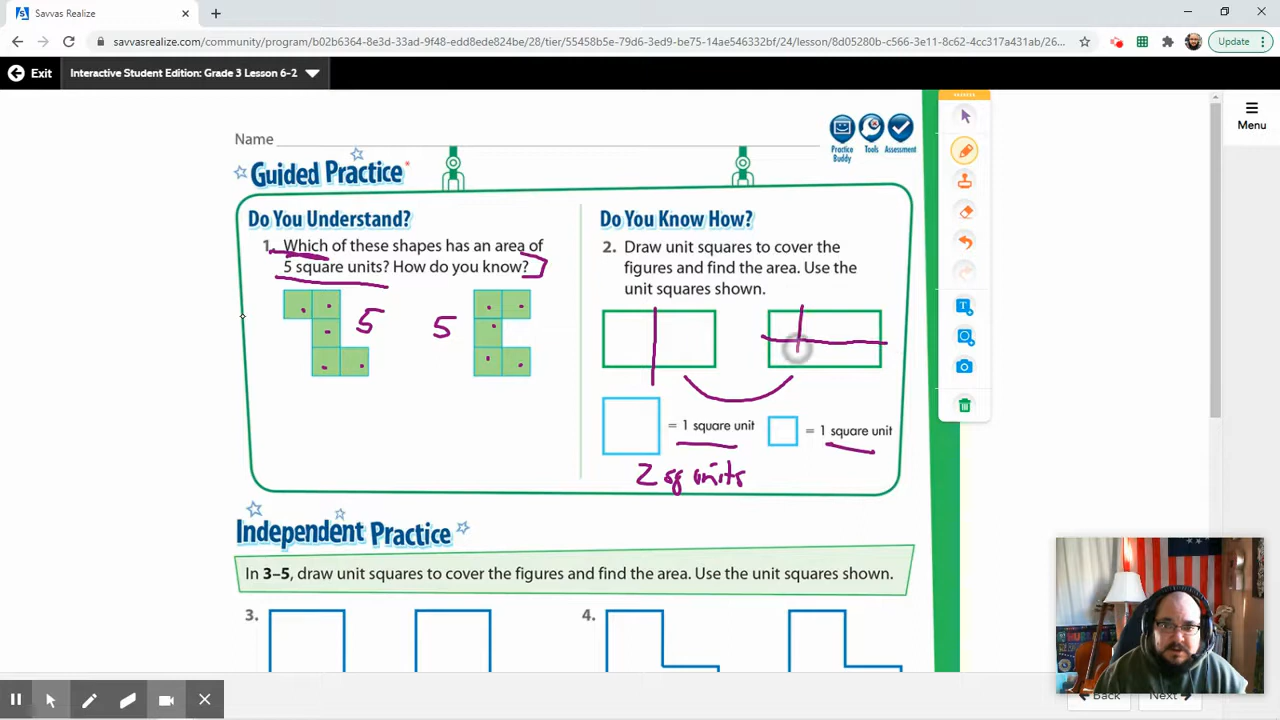 Savvas Realize
savvasrealize.com/community/program/b02b6364-8e3d-33ad-9f48-edd8ede824be/28/tier/55458b5e-79d6-3ed9-be75-14ae546332bf/24/lesson/8d05280b-c566-3e11-8c62-4cc317a431ab/26...
Update
Exit
Interactive Student Edition: Grade 3 Lesson 6-2
Menu
Name
Practice Buddy
Tools
Assessment
Guided Practice*
Do You Understand?
1. Which of these shapes has an area of
5 square units? How do you know?
5
5
Do You Know How?
2. Draw unit squares to cover the
figures and find the area. Use the
unit squares shown.
= 1 square unit
= 1 square unit
2 sq units
Independent Practice
In 3–5, draw unit squares to cover the figures and find the area. Use the unit squares shown.
3.
4.
Back
Next